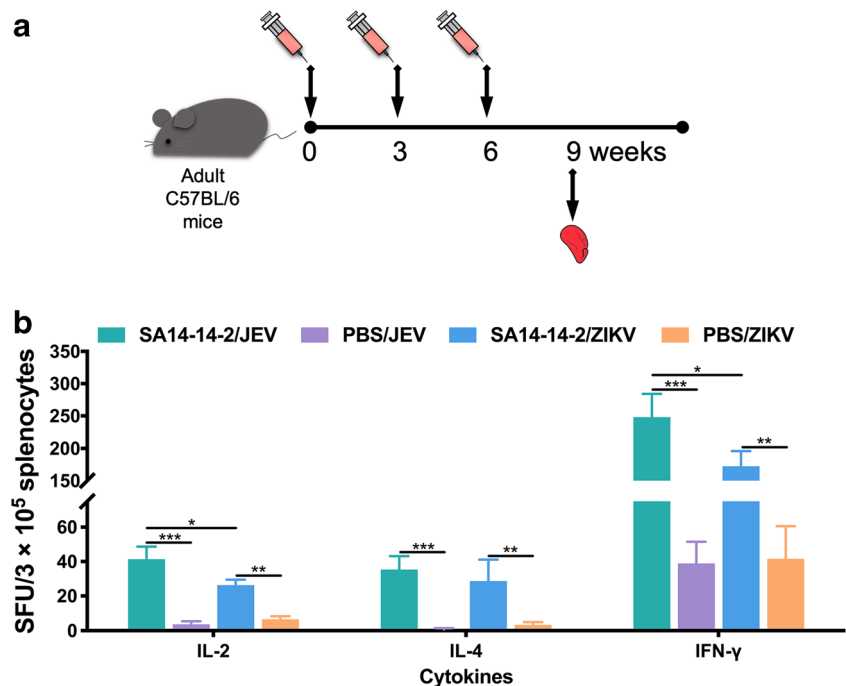 a
0 3 6 9 weeks
Adult
C57BL/6
mice
b
SA14-14-2/JEV PBS/JEV SA14-14-2/ZIKV PBS/ZIKV
SFU/3 × 10⁵ splenocytes
350
300
250
200
150
60
40
20
0
* *** **
*** **
* *** **
IL-2 IL-4 IFN-γ
Cytokines